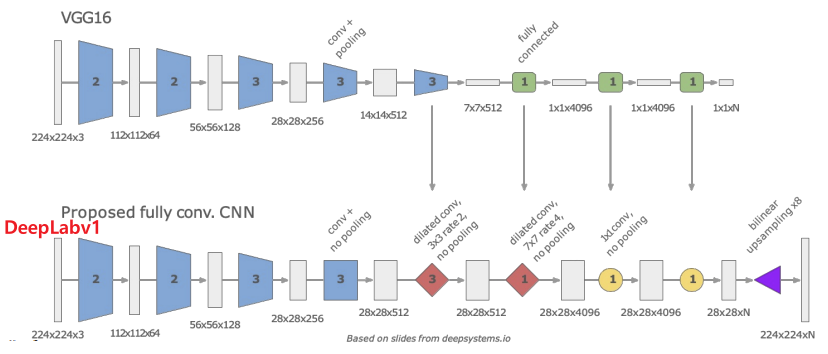 VGG16
conv +
pooling
fully
connected
2
2
3
3
3
1
1
1
224x224x3
112x112x64
56x56x128
28x28x256
14x14x512
7x7x512
1x1x4096
1x1x4096
1x1xN
Proposed fully conv. CNN
DeepLabv1
conv +
no pooling
dilated conv,
3x3 rate 2,
no pooling
dilated conv,
7x7 rate 4,
no pooling
1x1 conv,
no pooling
bilinear
upsampling x8
2
2
3
3
3
1
1
1
224x224x3
112x112x64
56x56x128
28x28x256
28x28x512
28x28x512
28x28x4096
28x28x4096
28x28xN
224x224xN
Based on slides from deepsystems.io